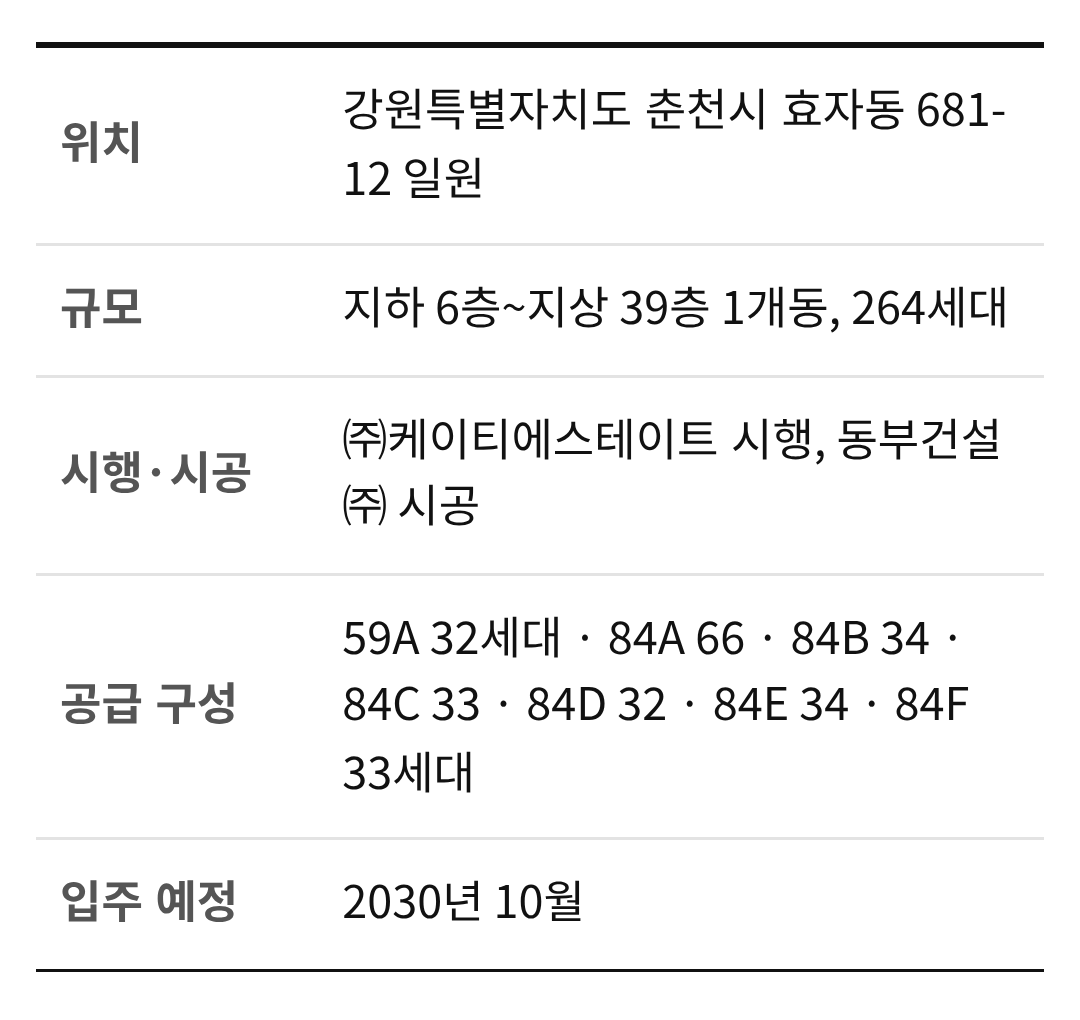 위치
강원특별자치도 춘천시 효자동 681-
12 일원
규모
지하 6층~지상 39층 1개동, 264세대
시행·시공
㈜케이티에스테이트 시행, 동부건설
㈜ 시공
공급 구성
59A 32세대 · 84A 66 · 84B 34 ·
84C 33 · 84D 32 · 84E 34 · 84F
33세대
입주 예정
2030년 10월